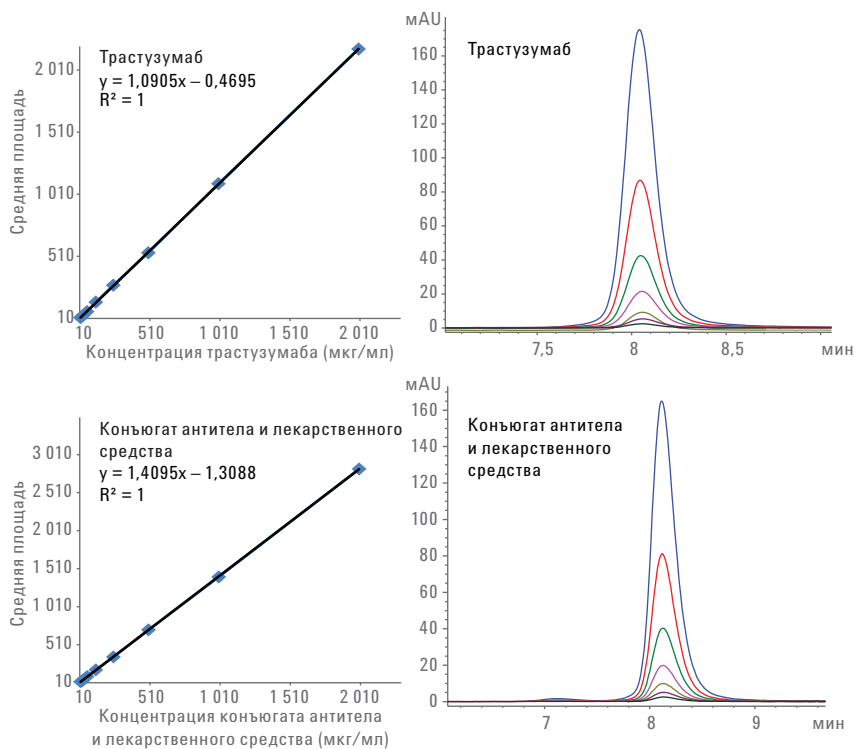 Трастузумаб
y = 1,0905x – 0,4695
R² = 1
Средняя площадь
2 010
1 510
1 010
510
10
10 510 1 010 1 510 2 010
Концентрация трастузумаба (мкг/мл)
мAU
Трастузумаб
160
140
120
100
80
60
40
20
0
7,5 8 8,5 мин
Конъюгат антитела и лекарственного
средства
y = 1,4095x – 1,3088
R² = 1
Средняя площадь
3 010
2 510
2 010
1 510
1 010
510
10
10 510 1 010 1 510 2 010
Концентрация конъюгата антитела
и лекарственного средства (мкг/мл)
мAU
Конъюгат антитела
и лекарственного
средства
160
140
120
100
80
60
40
20
0
7 8 9 мин